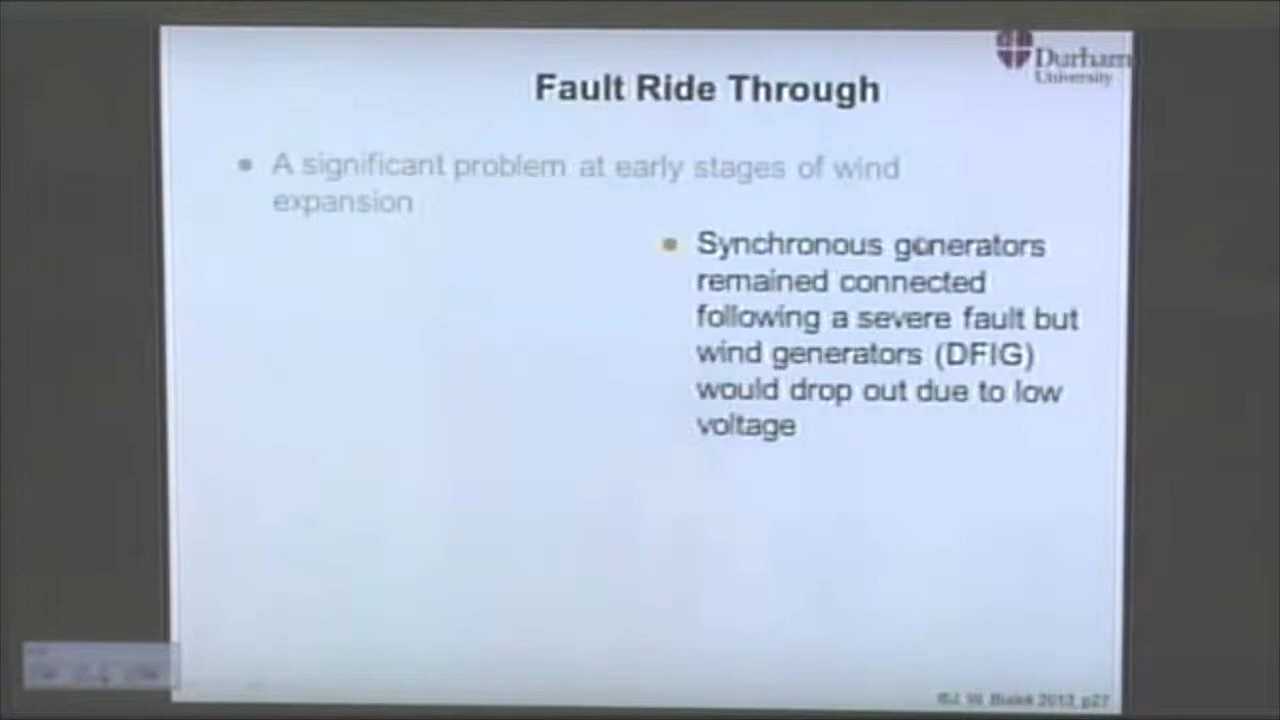 Durham
University
Fault Ride Through
• A significant problem at early stages of wind
expansion
• Synchronous generators
remained connected
following a severe fault but
wind generators (DFIG)
would drop out due to low
voltage
©J. W. Bialek 2013, p27